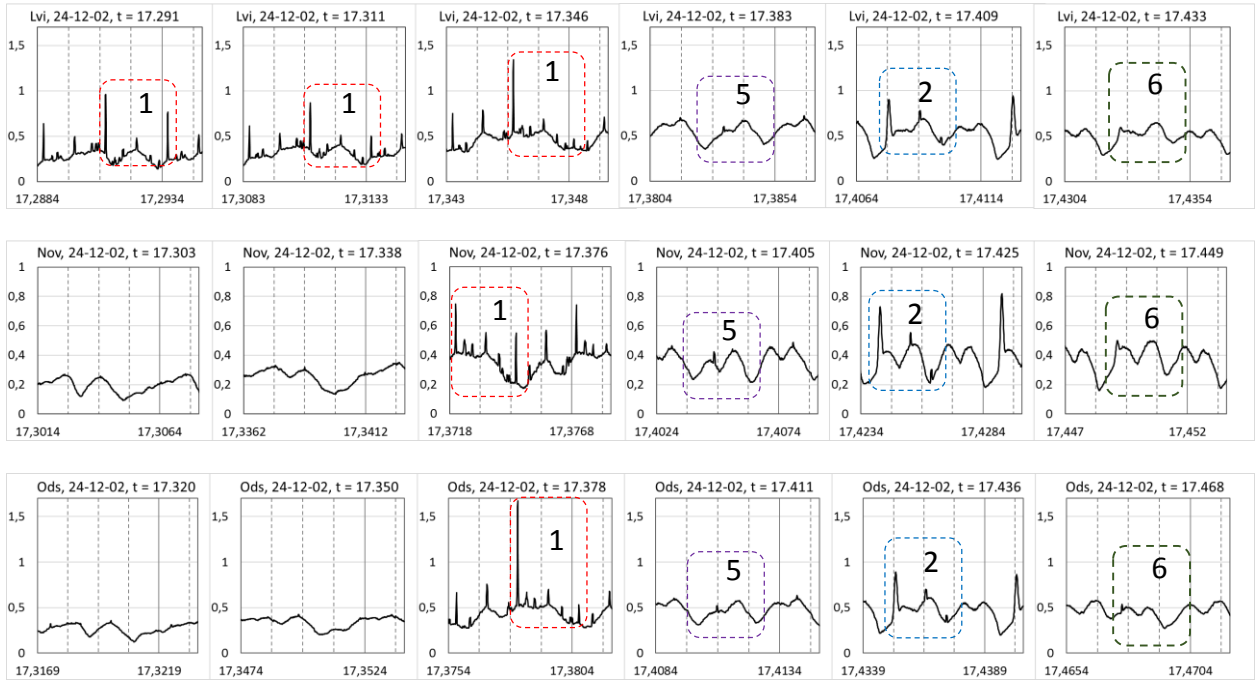 Lvi, 24-12-02, t = 17.291 Lvi, 24-12-02, t = 17.311 Lvi, 24-12-02, t = 17.346 Lvi, 24-12-02, t = 17.383 Lvi, 24-12-02, t = 17.409 Lvi, 24-12-02, t = 17.433
1,5 1,5 1,5 1,5 1,5 1,5
1 1 1 1 1 1 1 1 1 5 2 6
0,5 0,5 0,5 0,5 0,5 0,5
0 0 0 0 0 0
17,2884 17,2934 17,3083 17,3133 17,343 17,348 17,3804 17,3854 17,4064 17,4114 17,4304 17,4354
Nov, 24-12-02, t = 17.303 Nov, 24-12-02, t = 17.338 Nov, 24-12-02, t = 17.376 Nov, 24-12-02, t = 17.405 Nov, 24-12-02, t = 17.425 Nov, 24-12-02, t = 17.449
1 1 1 1 1 1
0,8 0,8 0,8 0,8 0,8 0,8
0,6 0,6 0,6 1 0,6 5 0,6 2 0,6 6
0,4 0,4 0,4 0,4 0,4 0,4
0,2 0,2 0,2 0,2 0,2 0,2
0 0 0 0 0 0
17,3014 17,3064 17,3362 17,3412 17,3718 17,3768 17,4024 17,4074 17,4234 17,4284 17,447 17,452
Ods, 24-12-02, t = 17.320 Ods, 24-12-02, t = 17.350 Ods, 24-12-02, t = 17.378 Ods, 24-12-02, t = 17.411 Ods, 24-12-02, t = 17.436 Ods, 24-12-02, t = 17.468
1,5 1,5 1,5 1,5 1,5 1,5
1 1 1 1 1 5 1 2 1 6
0,5 0,5 0,5 0,5 0,5 0,5
0 0 0 0 0 0
17,3169 17,3219 17,3474 17,3524 17,3754 17,3804 17,4084 17,4134 17,4339 17,4389 17,4654 17,4704